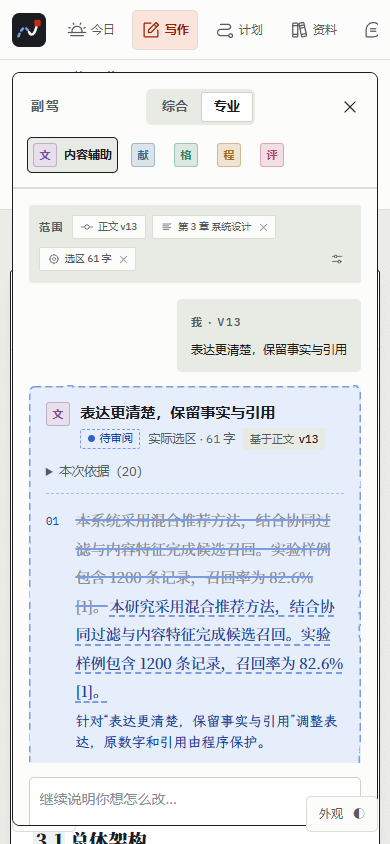 今日
写作
计划
资料
副驾
综合
专业
文 内容辅助
献
格
程
评
范围
正文 v13
第 3 章 系统设计
选区 61 字
我 · V13
表达更清楚，保留事实与引用
文
表达更清楚，保留事实与引用
待审阅 实际选区 · 61 字 基于正文 v13
本次依据（20）
01
本系统采用混合推荐方法，结合协同过
滤与内容特征完成候选召回。实验样例
包含 1200 条记录，召回率为 82.6%
[1]。本研究采用混合推荐方法，结合协
同过滤与内容特征完成候选召回。实验
样例包含 1200 条记录，召回率为 82.6%
[1]。
针对“表达更清楚，保留事实与引用”调整表
达，原数字和引用由程序保护。
继续说明你想怎么改...
外观
3.1 总体架构